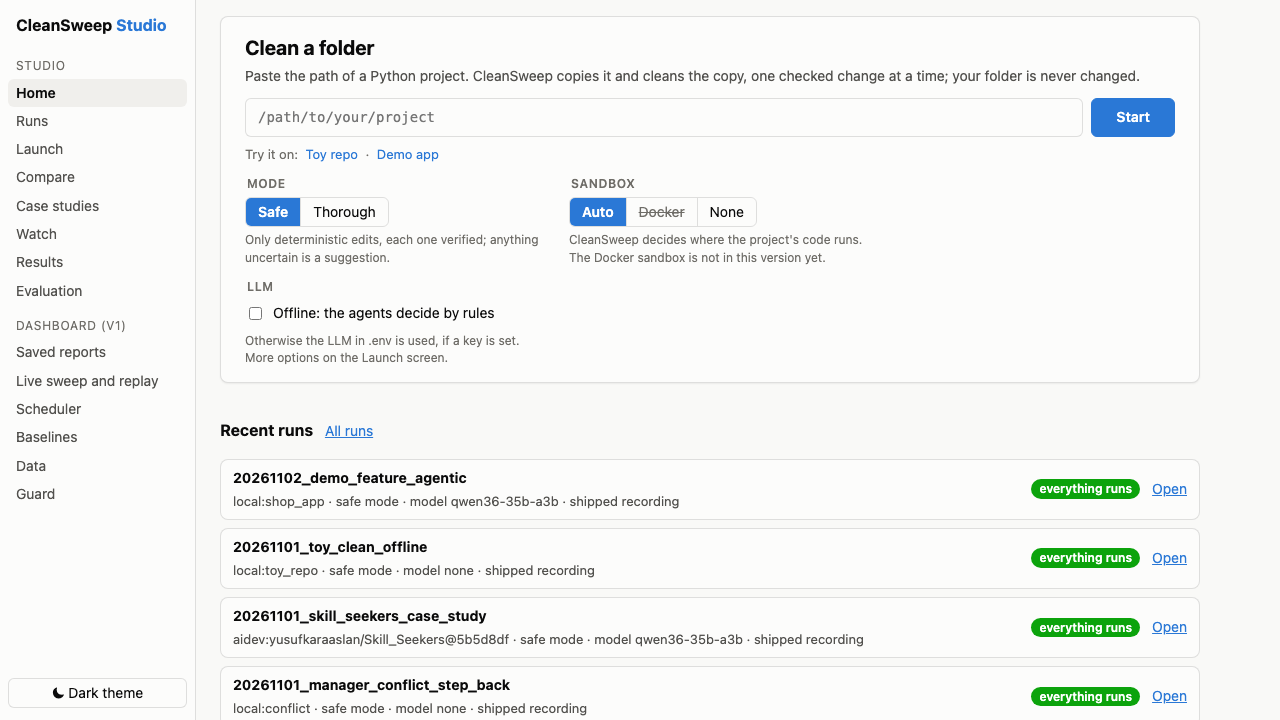 CleanSweep Studio
STUDIO
Home
Runs
Launch
Compare
Case studies
Watch
Results
Evaluation
DASHBOARD (V1)
Saved reports
Live sweep and replay
Scheduler
Baselines
Data
Guard
Dark theme
Clean a folder
Paste the path of a Python project. CleanSweep copies it and cleans the copy, one checked change at a time; your folder is never changed.
/path/to/your/project
Start
Try it on: Toy repo · Demo app
MODE
Safe Thorough
Only deterministic edits, each one verified; anything
uncertain is a suggestion.
SANDBOX
Auto Docker None
CleanSweep decides where the project's code runs.
The Docker sandbox is not in this version yet.
LLM
Offline: the agents decide by rules
Otherwise the LLM in .env is used, if a key is set.
More options on the Launch screen.
Recent runs All runs
20261102_demo_feature_agentic
local:shop_app · safe mode · model qwen36-35b-a3b · shipped recording
everything runs Open
20261101_toy_clean_offline
local:toy_repo · safe mode · model none · shipped recording
everything runs Open
20261101_skill_seekers_case_study
aidev:yusufkaraaslan/Skill_Seekers@5b5d8df · safe mode · model qwen36-35b-a3b · shipped recording
everything runs Open
20261101_manager_conflict_step_back
local:conflict · safe mode · model none · shipped recording
everything runs Open